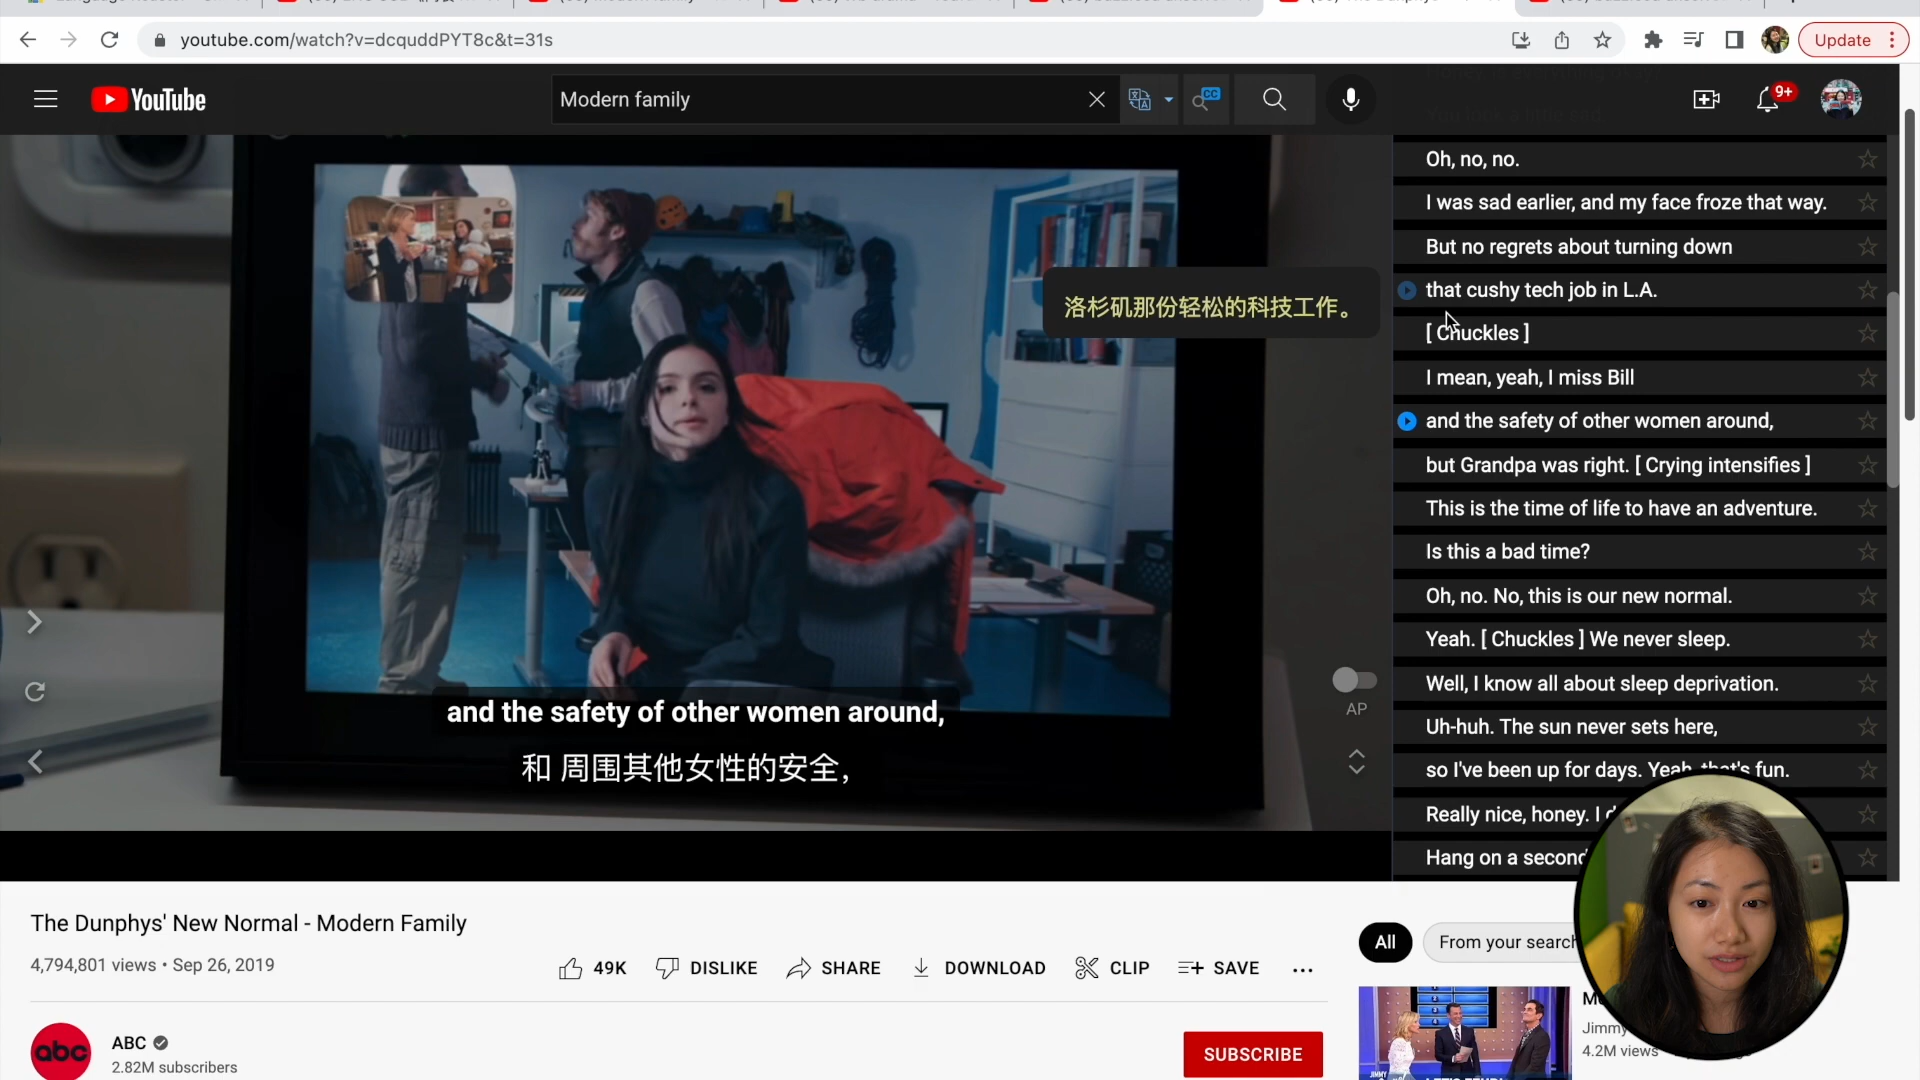 youtube.com/watch?v=dcquddPYT8c&t=31s
Update
YouTube
Modern family
CC
9+
Oh, no, no.
I was sad earlier, and my face froze that way.
But no regrets about turning down
that cushy tech job in L.A.
洛杉矶那份轻松的科技工作。
[ Chuckles ]
I mean, yeah, I miss Bill
and the safety of other women around,
but Grandpa was right. [ Crying intensifies ]
This is the time of life to have an adventure.
Is this a bad time?
Oh, no. No, this is our new normal.
Yeah. [ Chuckles ] We never sleep.
Well, I know all about sleep deprivation.
Uh-huh. The sun never sets here,
so I've been up for days. Yeah, that's fun.
Really nice, honey. I
Hang on a second
AP
and the safety of other women around,
和 周围其他女性的安全，
The Dunphys' New Normal - Modern Family
4,794,801 views • Sep 26, 2019
49K
DISLIKE
SHARE
DOWNLOAD
CLIP
SAVE
All
From your search
abc
ABC
2.82M subscribers
SUBSCRIBE
Jimmy
4.2M views